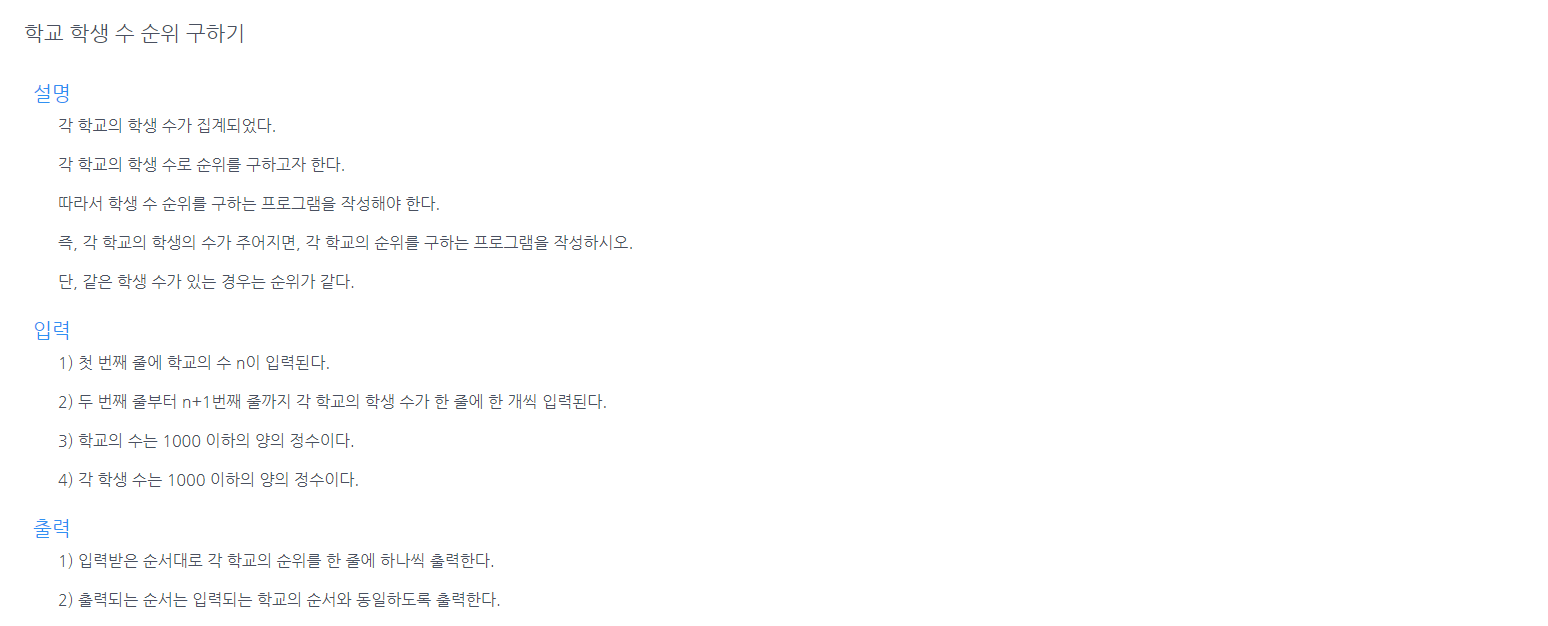 학교 학생 수 순위 구하기
설명
각 학교의 학생 수가 집계되었다.
각 학교의 학생 수로 순위를 구하고자 한다.
따라서 학생 수 순위를 구하는 프로그램을 작성해야 한다.
즉, 각 학교의 학생의 수가 주어지면, 각 학교의 순위를 구하는 프로그램을 작성하시오.
단, 같은 학생 수가 있는 경우는 순위가 같다.
입력
1) 첫 번째 줄에 학교의 수 n이 입력된다.
2) 두 번째 줄부터 n+1번째 줄까지 각 학교의 학생 수가 한 줄에 한 개씩 입력된다.
3) 학교의 수는 1000 이하의 양의 정수이다.
4) 각 학생 수는 1000 이하의 양의 정수이다.
출력
1) 입력받은 순서대로 각 학교의 순위를 한 줄에 하나씩 출력한다.
2) 출력되는 순서는 입력되는 학교의 순서와 동일하도록 출력한다.